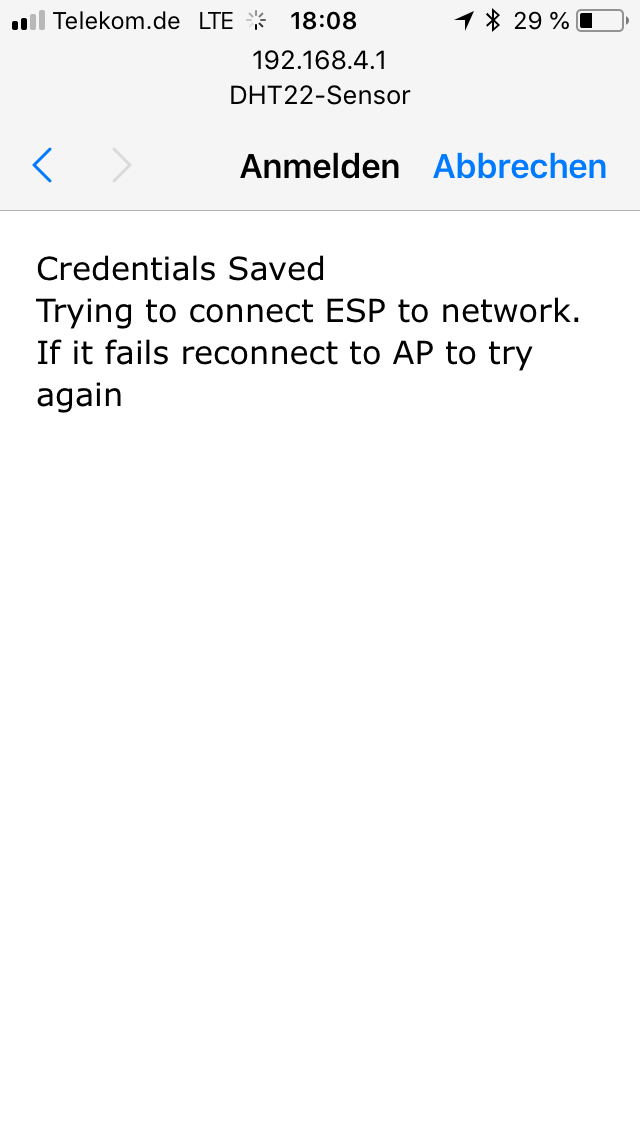 Telekom.de LTE 18:08 29 %
192.168.4.1
DHT22-Sensor
Anmelden Abbrechen
Credentials Saved
Trying to connect ESP to network.
If it fails reconnect to AP to try
again